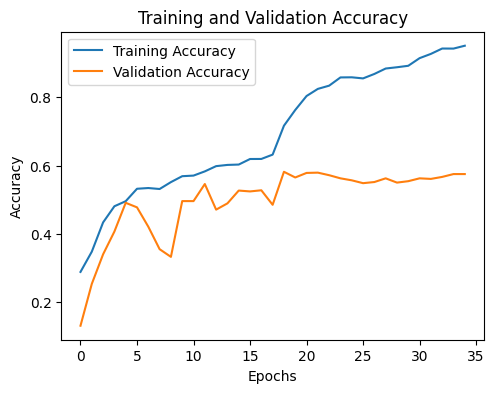 Training and Validation Accuracy
Training Accuracy
Validation Accuracy
Accuracy
0.8
0.6
0.4
0.2
0 5 10 15 20 25 30 35
Epochs